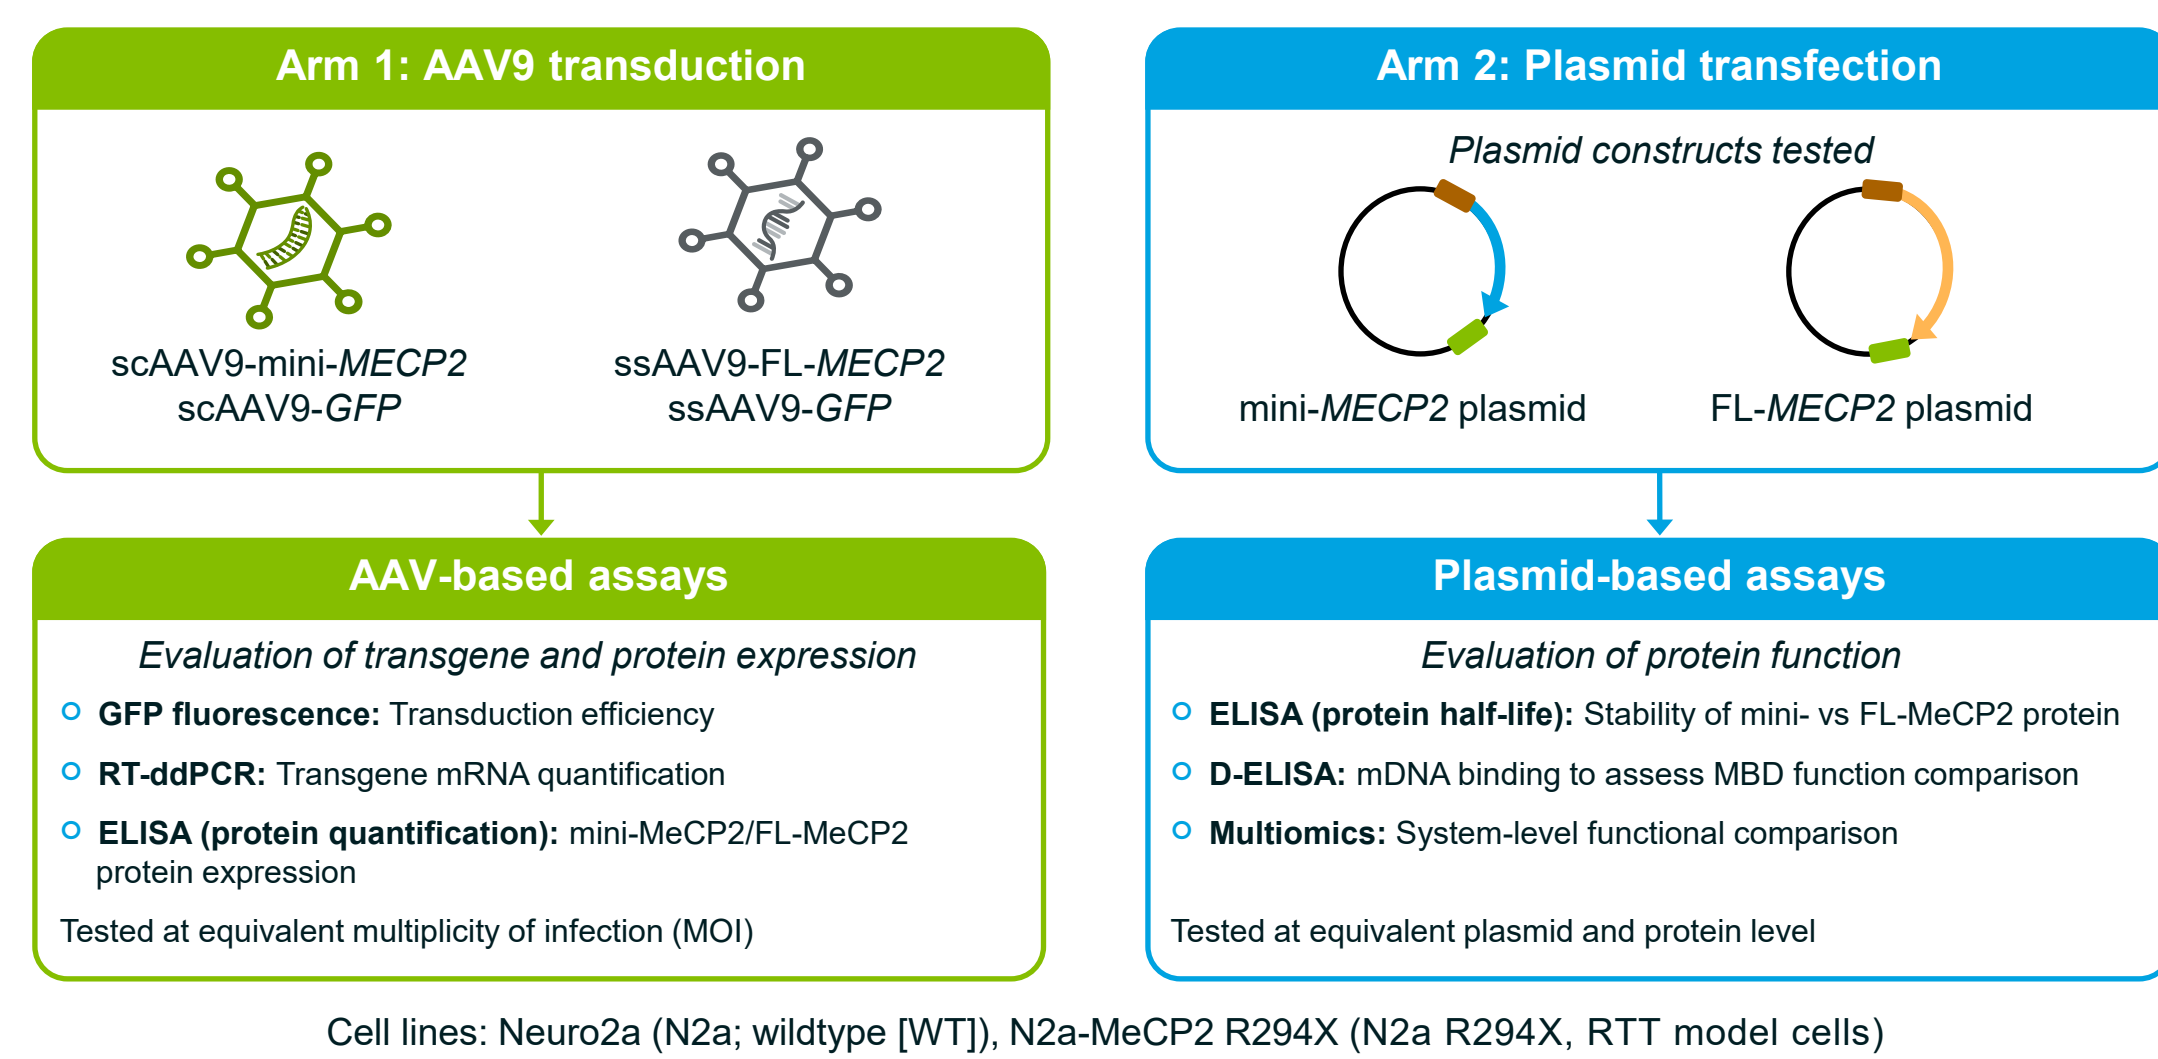 Arm 1: AAV9 transduction
scAAV9-mini-MECP2
scAAV9-GFP
ssAAV9-FL-MECP2
ssAAV9-GFP
Arm 2: Plasmid transfection
Plasmid constructs tested
mini-MECP2 plasmid
FL-MECP2 plasmid
AAV-based assays
Evaluation of transgene and protein expression
GFP fluorescence: Transduction efficiency
RT-ddPCR: Transgene mRNA quantification
ELISA (protein quantification): mini-MeCP2/FL-MeCP2
protein expression
Tested at equivalent multiplicity of infection (MOI)
Plasmid-based assays
Evaluation of protein function
ELISA (protein half-life): Stability of mini- vs FL-MeCP2 protein
D-ELISA: mDNA binding to assess MBD function comparison
Multiomics: System-level functional comparison
Tested at equivalent plasmid and protein level
Cell lines: Neuro2a (N2a; wildtype [WT]), N2a-MeCP2 R294X (N2a R294X, RTT model cells)